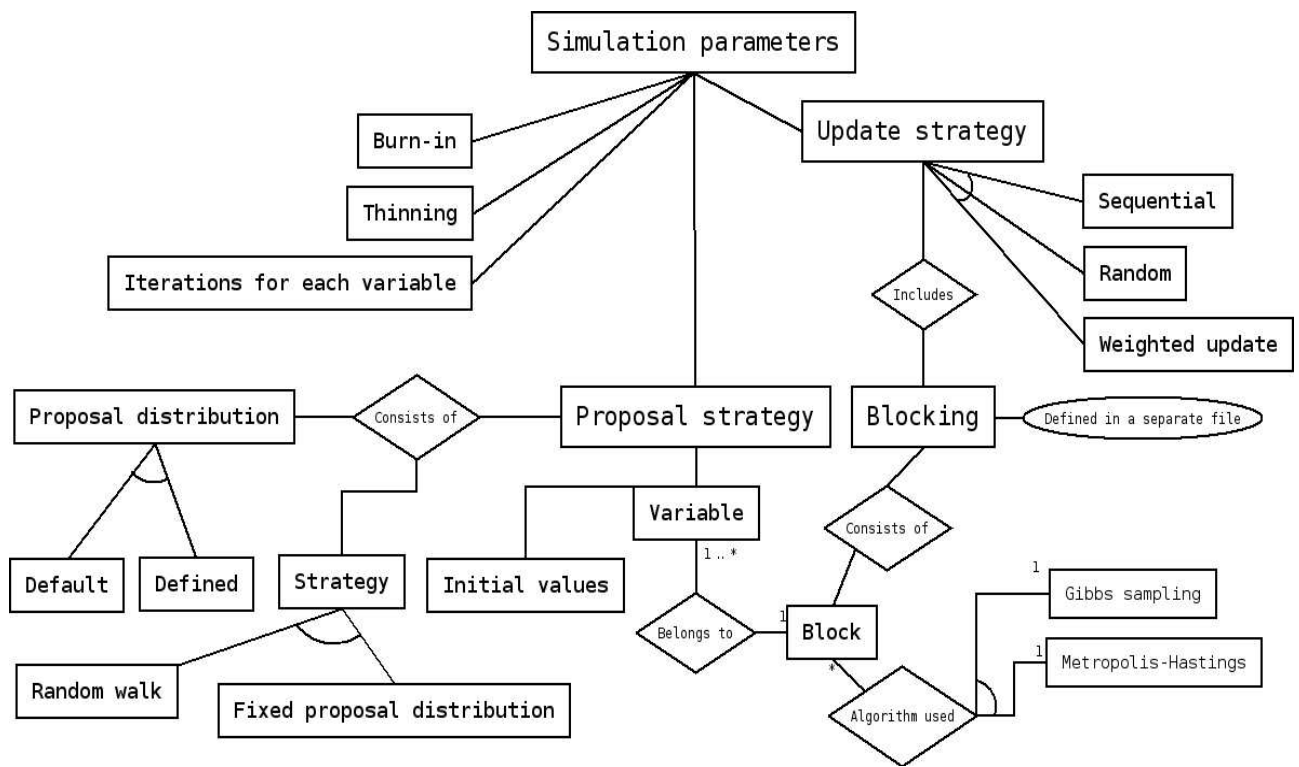 Simulation parameters
Burn-in
Update strategy
Thinning
Sequential
Iterations for each variable
Random
Includes
Weighted update
Proposal distribution
Consists of
Proposal strategy
Blocking
Defined in a separate file
Variable
Consists of
1..*
Default
Defined
Strategy
Initial values
1
Gibbs sampling
Belongs to
1
Block
*
1
Metropolis-Hastings
Random walk
Fixed proposal distribution
Algorithm used